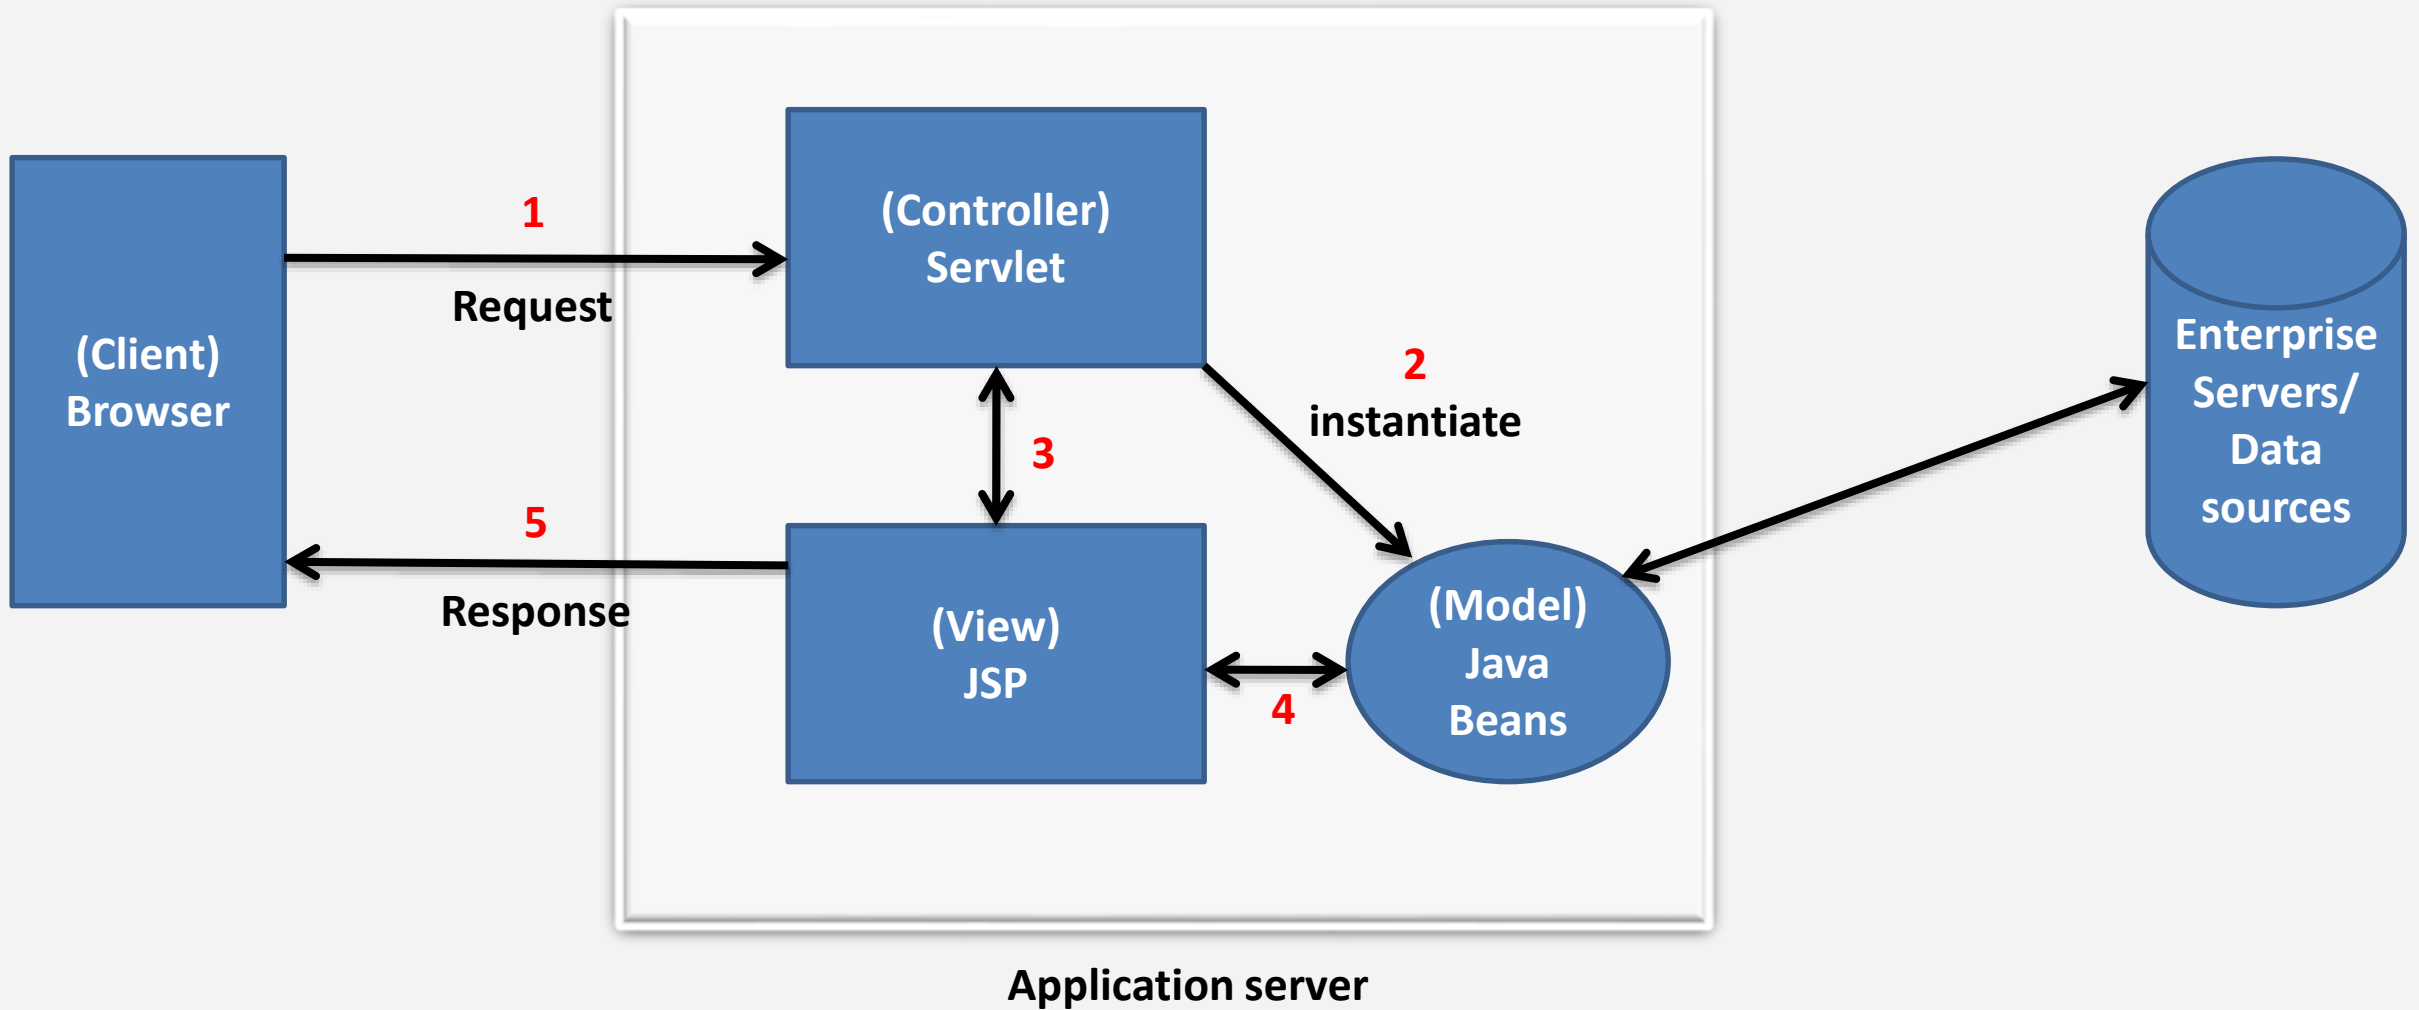 1
Request
(Client)
Browser
5
Response
(Controller)
Servlet
2
instantiate
3
(View)
JSP
4
(Model)
Java
Beans
Enterprise
Servers/
Data
sources
Application server